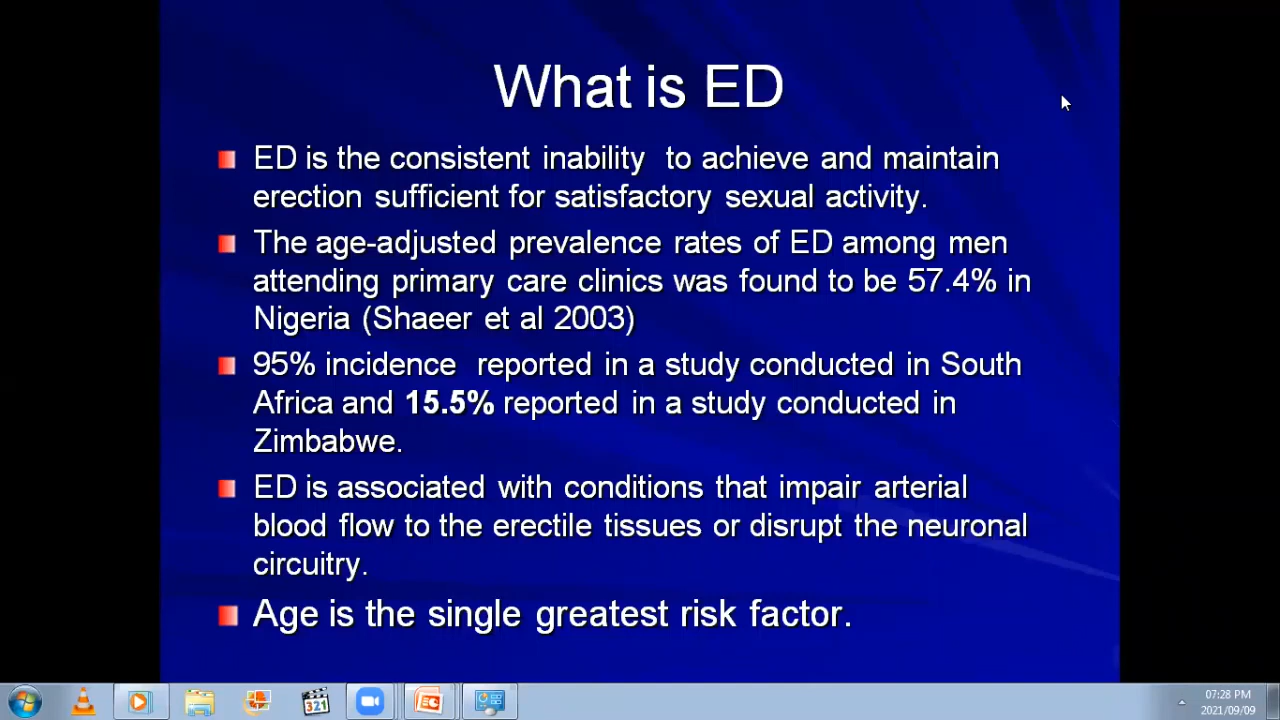 What is ED
ED is the consistent inability to achieve and maintain
erection sufficient for satisfactory sexual activity.
The age-adjusted prevalence rates of ED among men
attending primary care clinics was found to be 57.4% in
Nigeria (Shaeer et al 2003)
95% incidence reported in a study conducted in South
Africa and 15.5% reported in a study conducted in
Zimbabwe.
ED is associated with conditions that impair arterial
blood flow to the erectile tissues or disrupt the neuronal
circuitry.
Age is the single greatest risk factor.
321
07:28 PM
2021/09/09